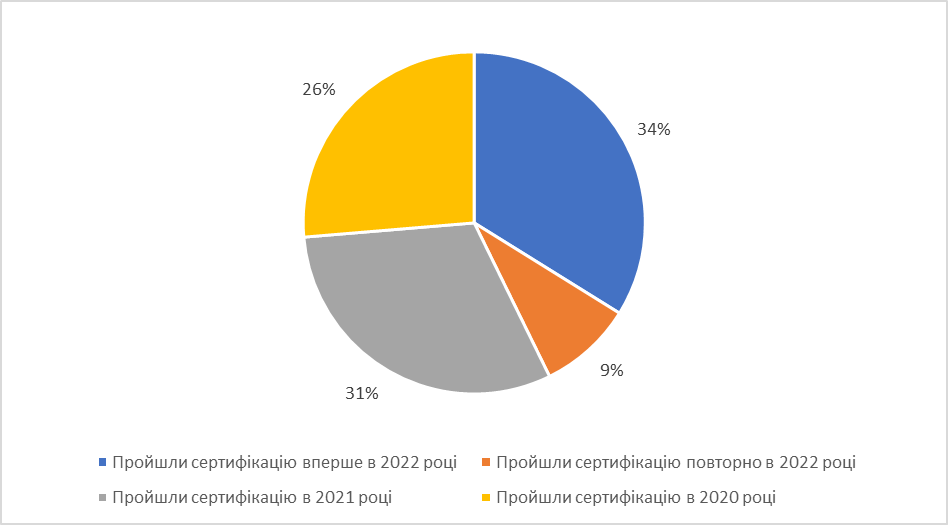 26%
34%
9%
31%
Пройшли сертифікацію вперше в 2022 році
Пройшли сертифікацію повторно в 2022 році
Пройшли сертифікацію в 2021 році
Пройшли сертифікацію в 2020 році